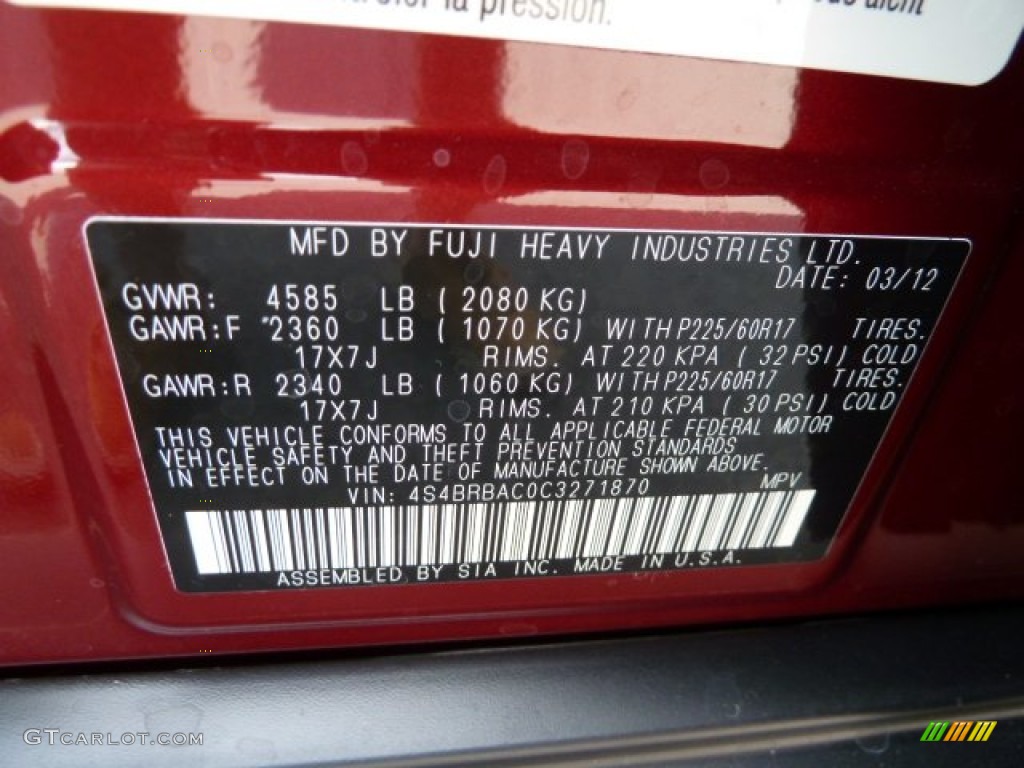 la pression.
MFD BY FUJI HEAVY INDUSTRIES LTD.
DATE: 03/12
GVWR: 4585 LB ( 2080 KG)
GAWR:F 2360 LB ( 1070 KG) WITH P225/60R17 TIRES.
17X7J RIMS. AT 220 KPA ( 32 PSI) COLD
GAWR:R 2340 LB ( 1060 KG) WITH P225/60R17 TIRES.
17X7J RIMS. AT 210 KPA ( 30 PSI) COLD
THIS VEHICLE CONFORMS TO ALL APPLICABLE FEDERAL MOTOR
VEHICLE SAFETY AND THEFT PREVENTION STANDARDS
IN EFFECT ON THE DATE OF MANUFACTURE SHOWN ABOVE.
VIN: 4S4BRBAC0C3271870 MPV
ASSEMBLED BY SIA INC. MADE IN U.S.A.
GTCARLOT.COM